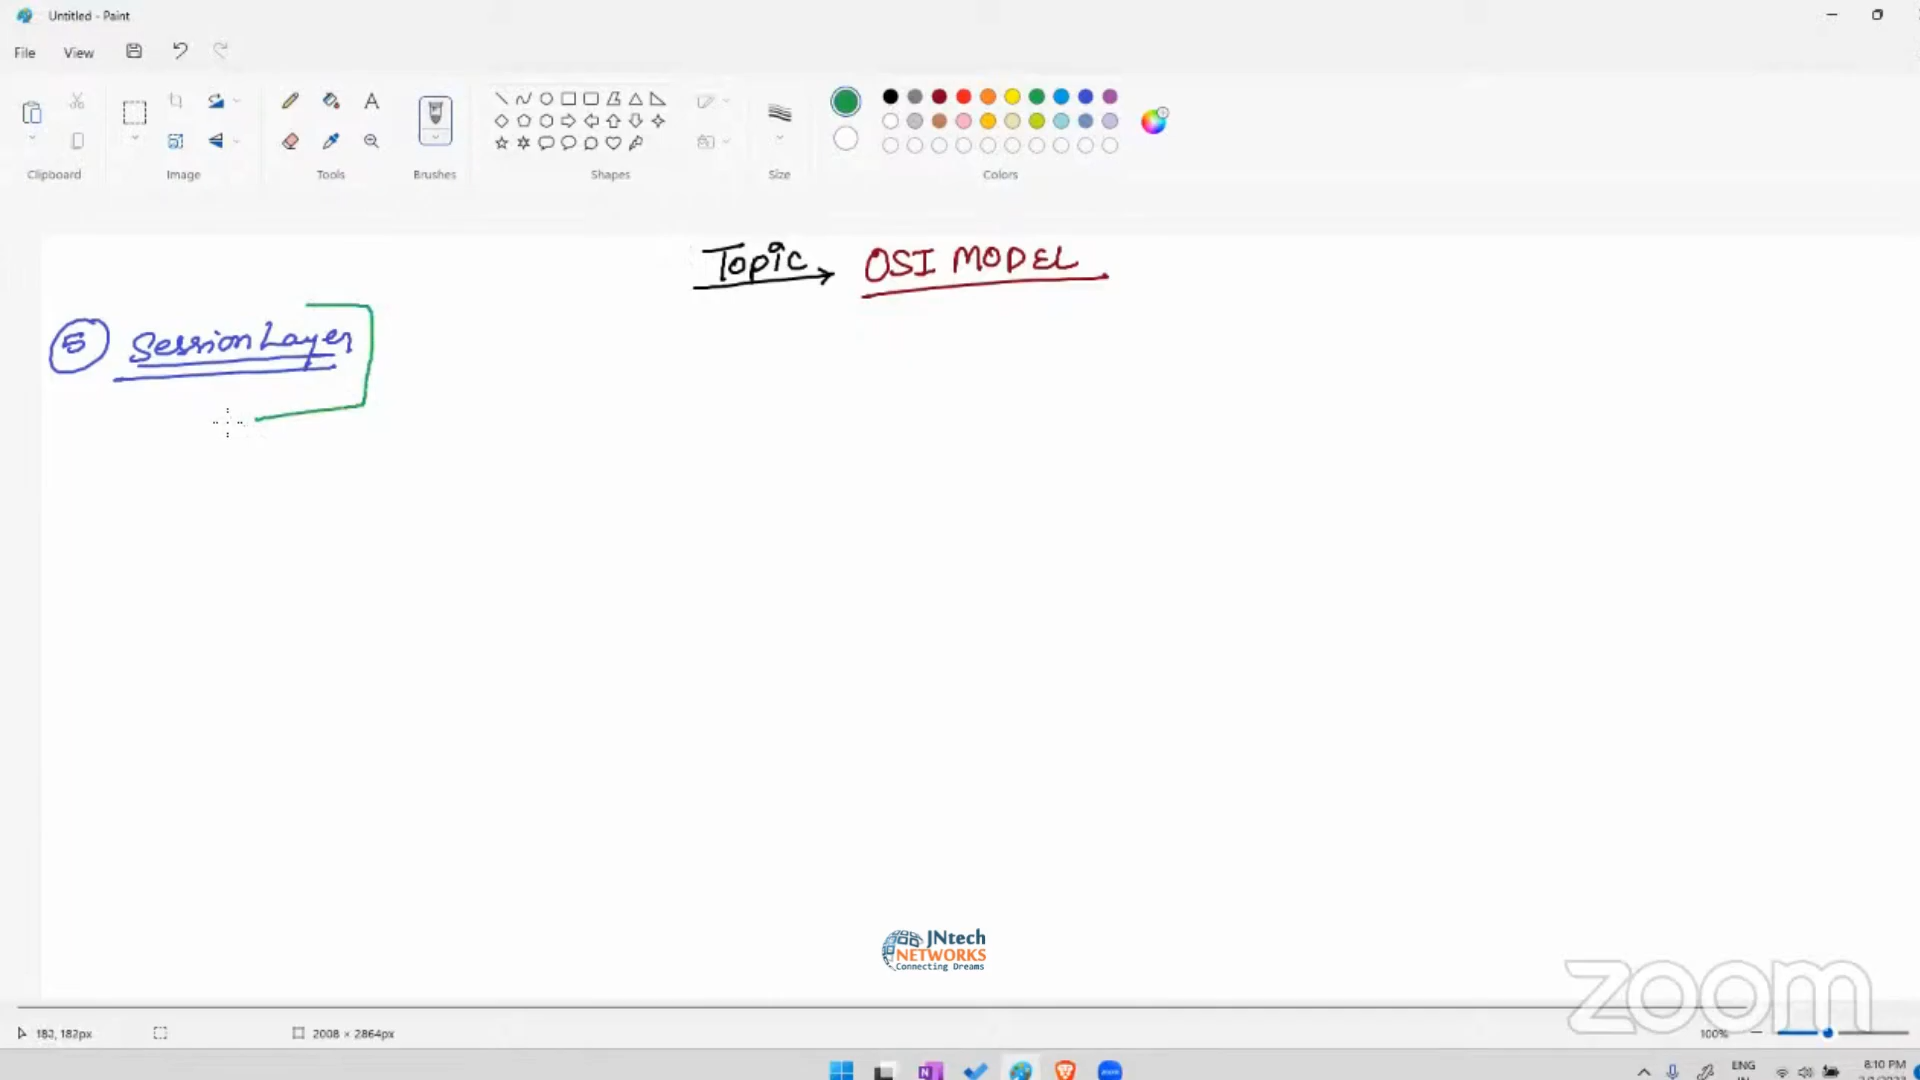 Untitled - Paint
File View
Clipboard Image Tools Brushes Shapes Size Colors
Topic OSI MODEL
5 Session Layer
JNtech
NETWORKS
Connecting Dreams
zoom
182, 182px 2008 × 2864px 100%
ENG 8:10 PM